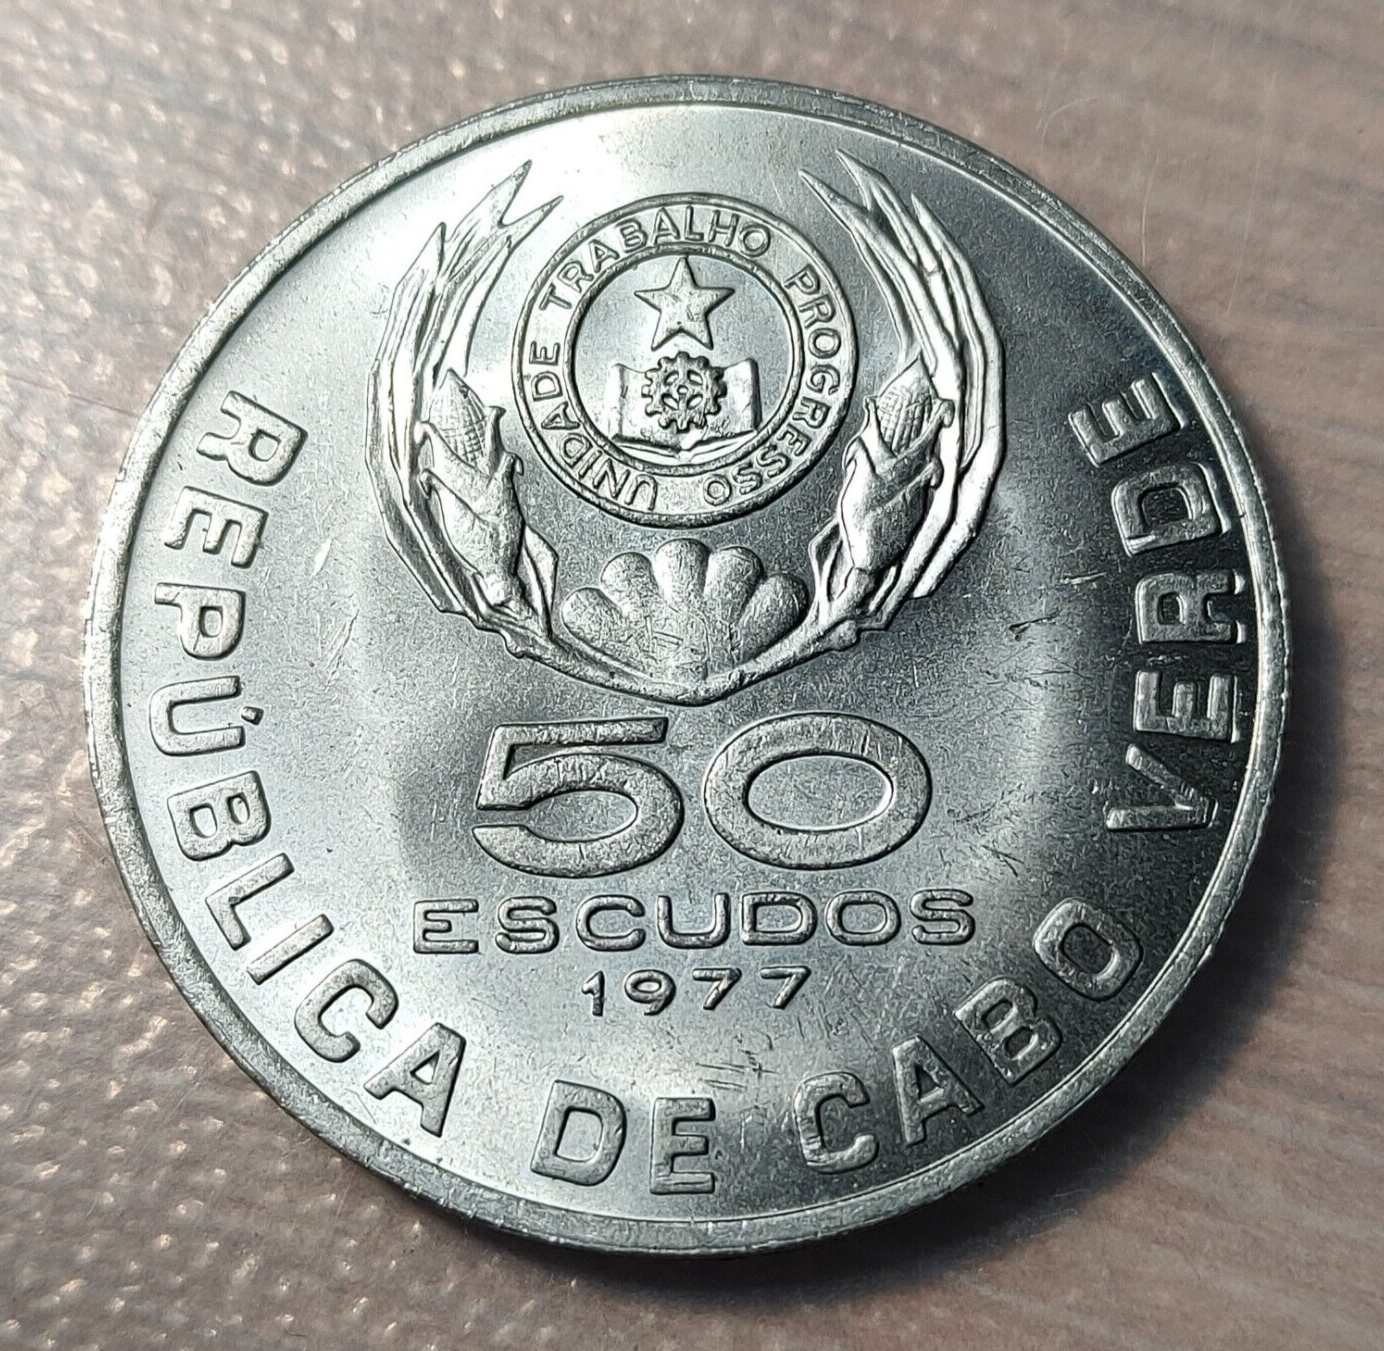 UNIDADE TRABALHO PROGRESSO
50
ESCUDOS
1977
REPÚBLICA DE CABO VERDE